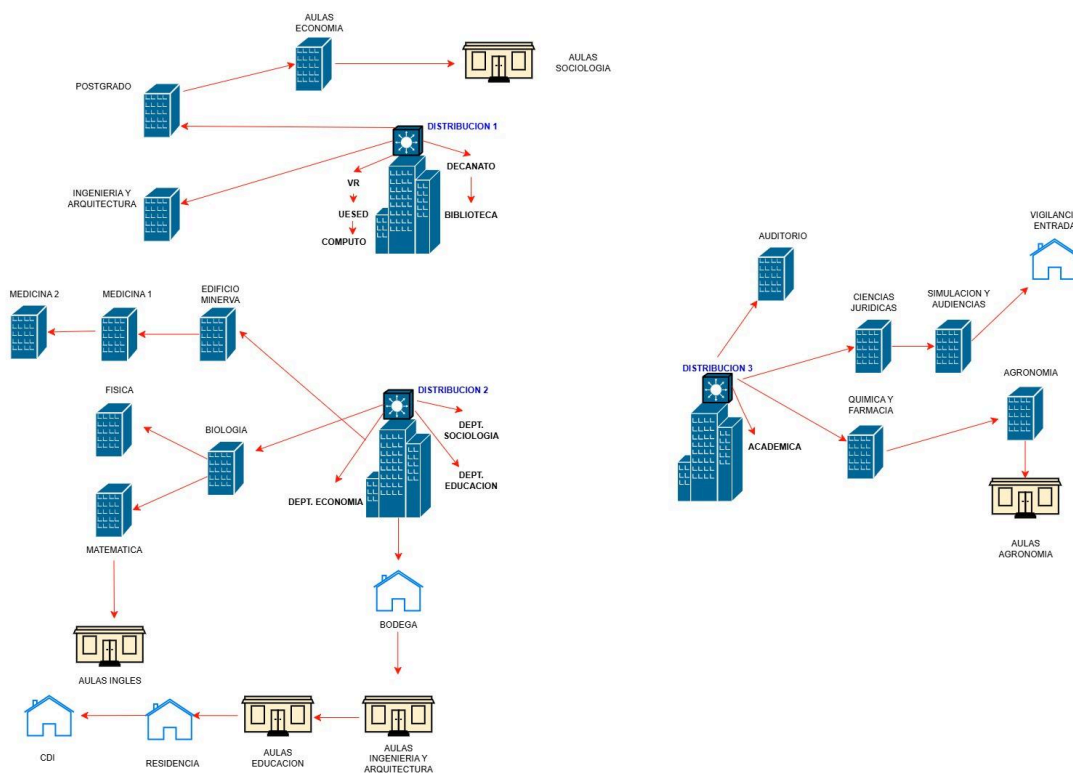 AULAS
ECONOMIA
AULAS
SOCIOLOGIA
POSTGRADO
DISTRIBUCION 1
DECANATO
VR
INGENIERIA Y
ARQUITECTURA
UESED
BIBLIOTECA
COMPUTO
VIGILANCI
ENTRADA
AUDITORIO
MEDICINA 2
MEDICINA 1
EDIFICIO
MINERVA
CIENCIAS
JURIDICAS
SIMULACION Y
AUDIENCIAS
DISTRIBUCION 3
AGRONOMIA
FISICA
DISTRIBUCION 2
QUIMICA Y
FARMACIA
BIOLOGIA
DEPT.
SOCIOLOGIA
ACADEMICA
DEPT.
EDUCACION
DEPT. ECONOMIA
MATEMATICA
AULAS
AGRONOMIA
BODEGA
AULAS INGLES
CDI
RESIDENCIA
AULAS
EDUCACION
AULAS
INGENIERIA Y
ARQUITECTURA